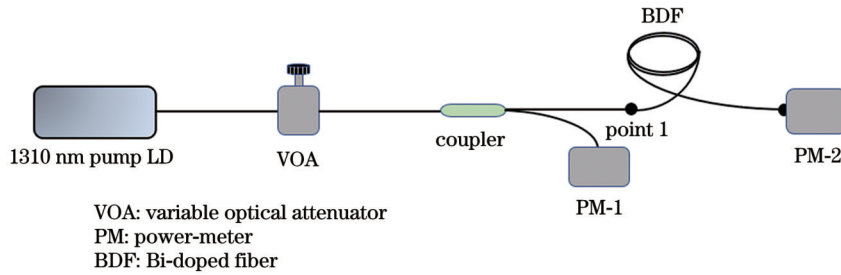 BDF
point 1
coupler
1310 nm pump LD
VOA
PM-2
PM-1
VOA: variable optical attenuator
PM: power-meter
BDF: Bi-doped fiber